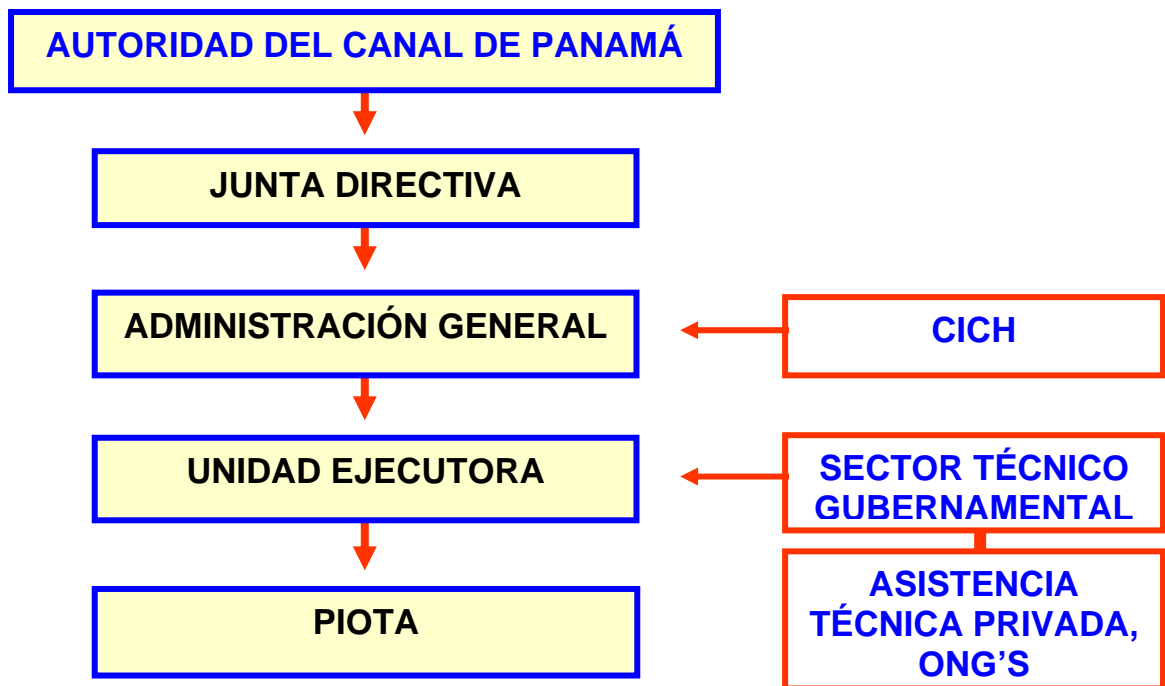 AUTORIDAD DEL CANAL DE PANAMÁ
JUNTA DIRECTIVA
ADMINISTRACIÓN GENERAL
CICH
UNIDAD EJECUTORA
SECTOR TÉCNICO
GUBERNAMENTAL
PIOTA
ASISTENCIA
TÉCNICA PRIVADA,
ONG’S